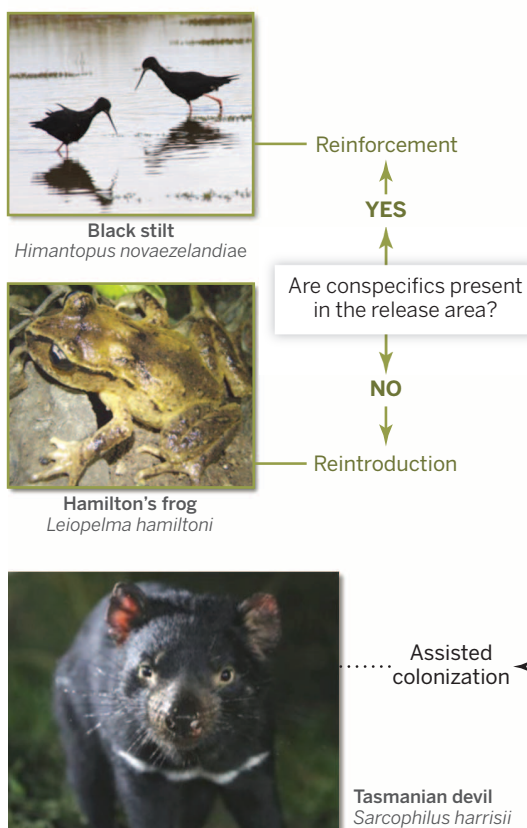 Reinforcement
YES
Black stilt
Himantopus novaezelandiae
Are conspecifics present
in the release area?
NO
Reintroduction
Hamilton's frog
Leiopelma hamiltoni
Assisted
colonization
Tasmanian devil
Sarcophilus harrisii